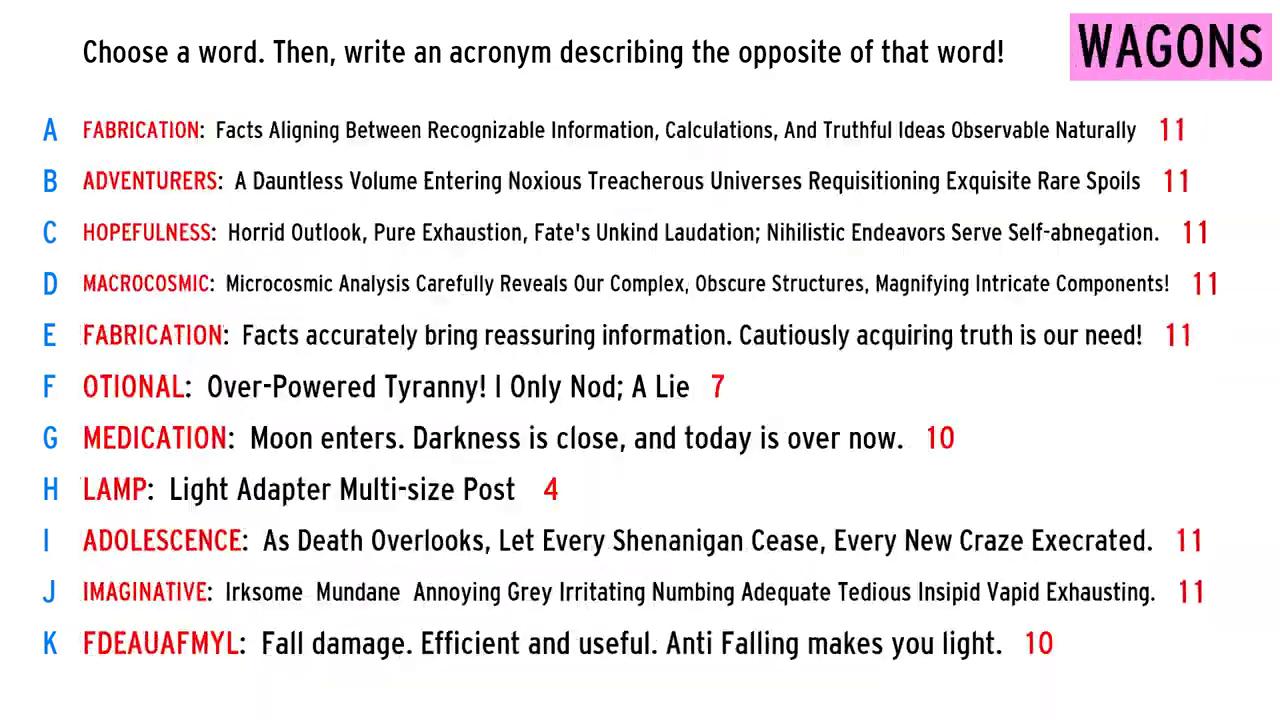 Choose a word. Then, write an acronym describing the opposite of that word!
WAGONS
A FABRICATION: Facts Aligning Between Recognizable Information, Calculations, And Truthful Ideas Observable Naturally 11
B ADVENTURERS: A Dauntless Volume Entering Noxious Treacherous Universes Requisitioning Exquisite Rare Spoils 11
C HOPEFULNESS: Horrid Outlook, Pure Exhaustion, Fate's Unkind Laudation; Nihilistic Endeavors Serve Self-abnegation. 11
D MACROCOSMIC: Microcosmic Analysis Carefully Reveals Our Complex, Obscure Structures, Magnifying Intricate Components! 11
E FABRICATION: Facts accurately bring reassuring information. Cautiously acquiring truth is our need! 11
F OTIONAL: Over-Powered Tyranny! I Only Nod; A Lie 7
G MEDICATION: Moon enters. Darkness is close, and today is over now. 10
H LAMP: Light Adapter Multi-size Post 4
I ADOLESCENCE: As Death Overlooks, Let Every Shenanigan Cease, Every New Craze Execrated. 11
J IMAGINATIVE: Irksome Mundane Annoying Grey Irritating Numbing Adequate Tedious Insipid Vapid Exhausting. 11
K FDEAUAFMYL: Fall damage. Efficient and useful. Anti Falling makes you light. 10